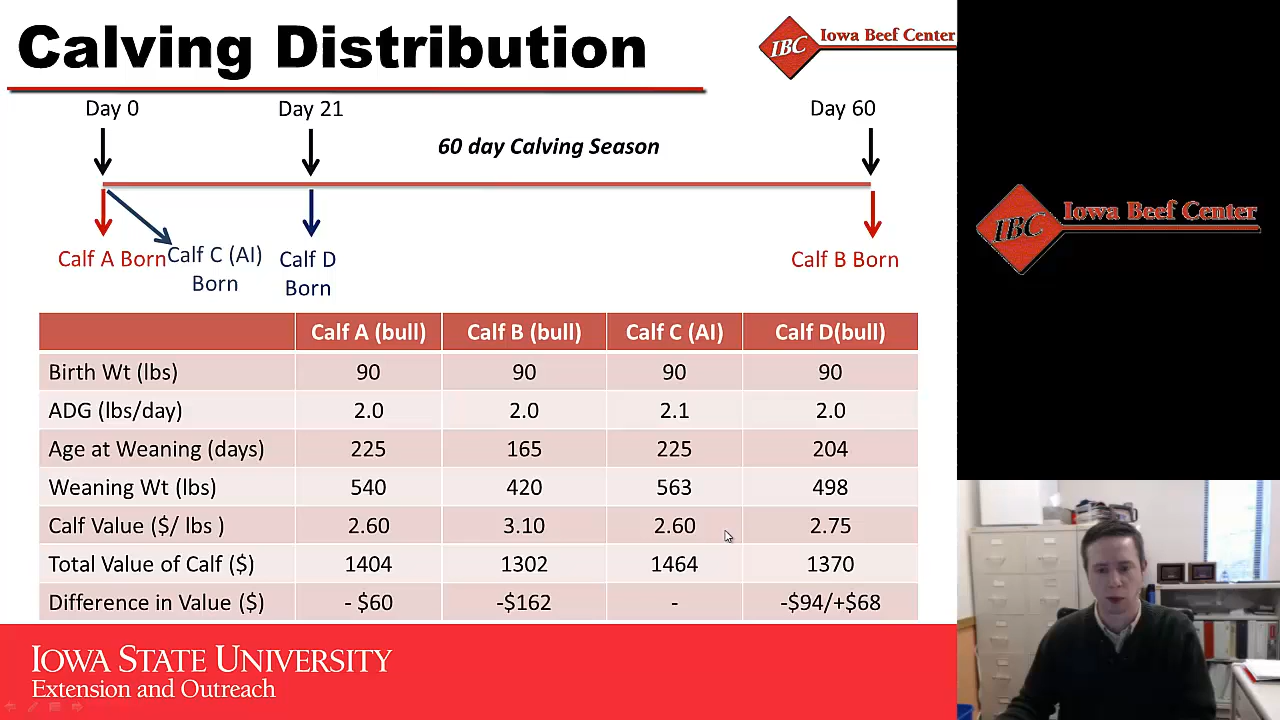 Calving Distribution
IBC Iowa Beef Center
Day 0 Day 21 Day 60
60 day Calving Season
Calf A Born Calf C (AI) Born Calf D Born Calf B Born
Calf A (bull) Calf B (bull) Calf C (AI) Calf D(bull)
Birth Wt (lbs) 90 90 90 90
ADG (lbs/day) 2.0 2.0 2.1 2.0
Age at Weaning (days) 225 165 225 204
Weaning Wt (lbs) 540 420 563 498
Calf Value ($/ lbs ) 2.60 3.10 2.60 2.75
Total Value of Calf ($) 1404 1302 1464 1370
Difference in Value ($) - $60 -$162 - -$94/+$68
IOWA STATE UNIVERSITY
Extension and Outreach
IBC Iowa Beef Center